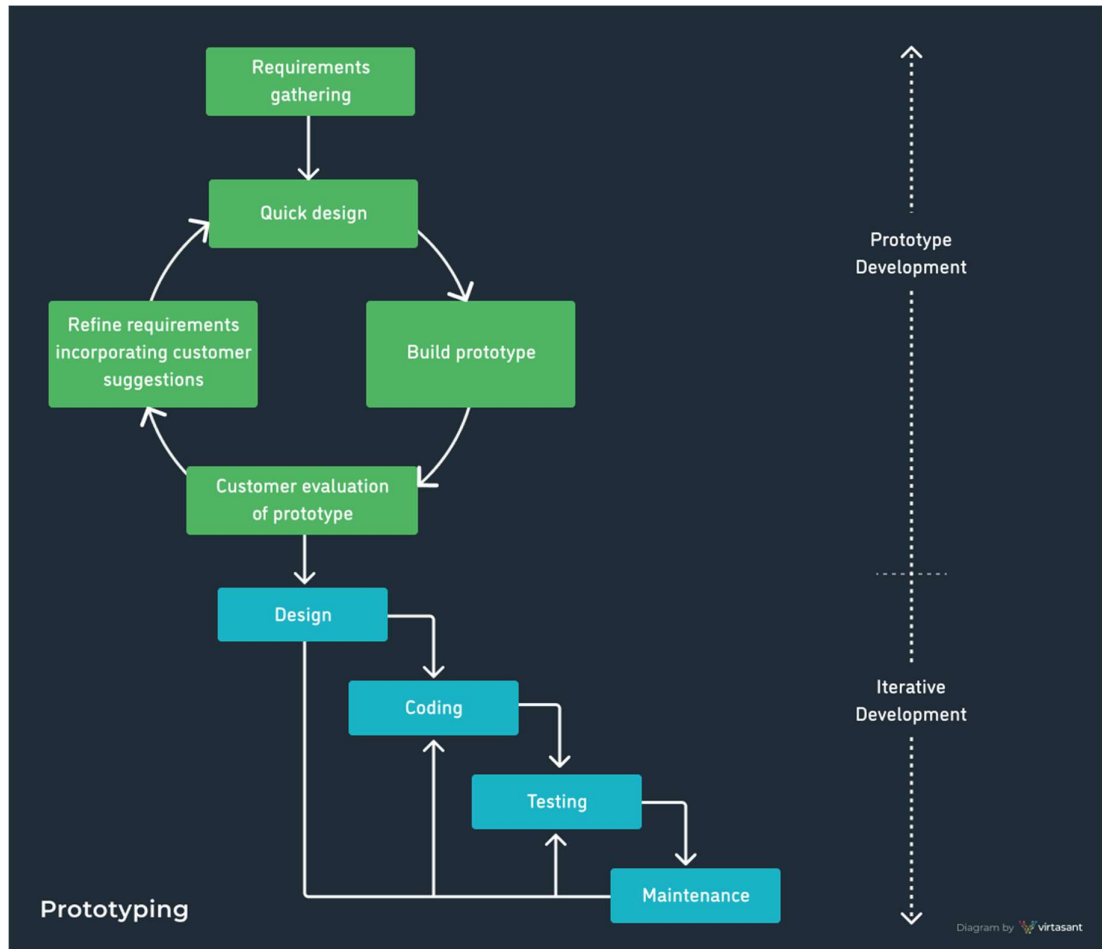 Requirements
gathering
Quick design
Prototype
Development
Refine requirements
incorporating customer
suggestions
Build prototype
Customer evaluation
of prototype
Design
Coding
Iterative
Development
Testing
Maintenance
Prototyping
Diagram by virtasant